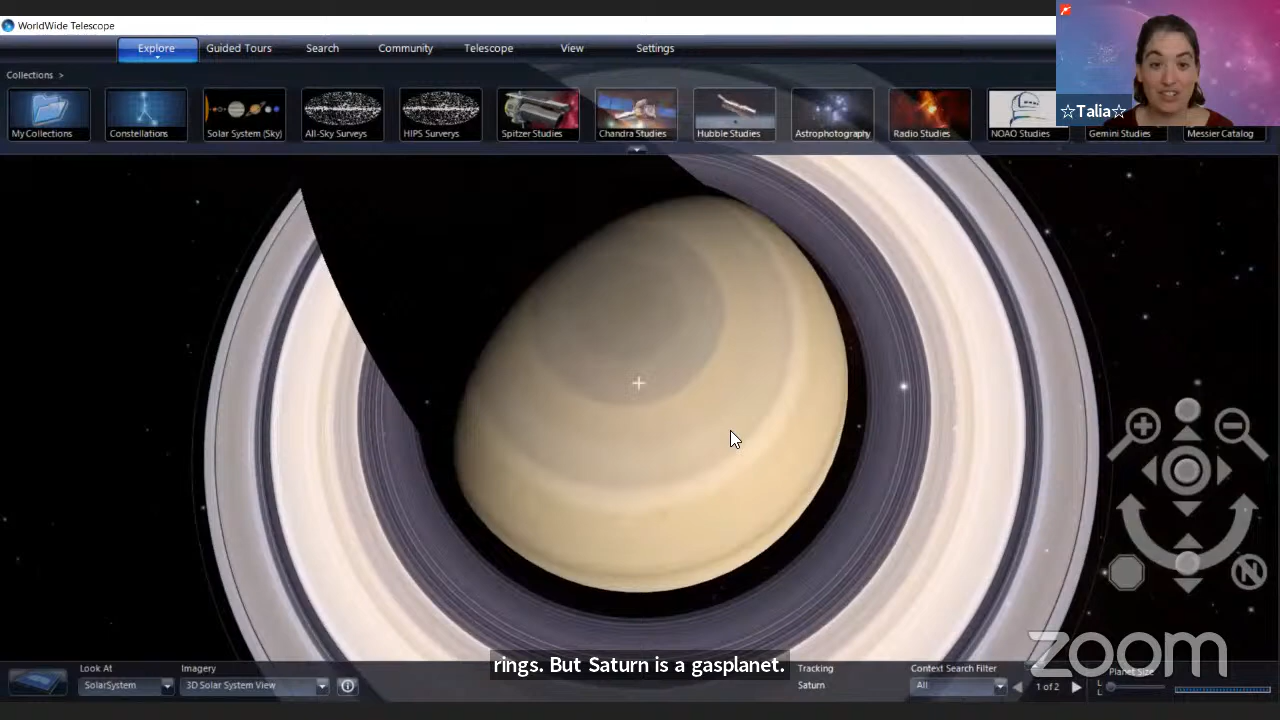 WorldWide Telescope
Explore
Guided Tours
Search
Community
Telescope
View
Settings
☆Talia☆
Collections >
My Collections
Constellations
Solar System (Sky)
All-Sky Surveys
HIPS Surverys
Spitzer Studies
Chandra Studies
Hubble Studies
Astrophotography
Radio Studies
NOAO Studies
Gemini Studies
Messier Catalog
N
zoom
rings. But Saturn is a gasplanet.
Look At
SolarSystem
Imagery
3D Solar System View
Tracking
Saturn
Context Search Filter
All
1 of 2
Planet Size
L
L